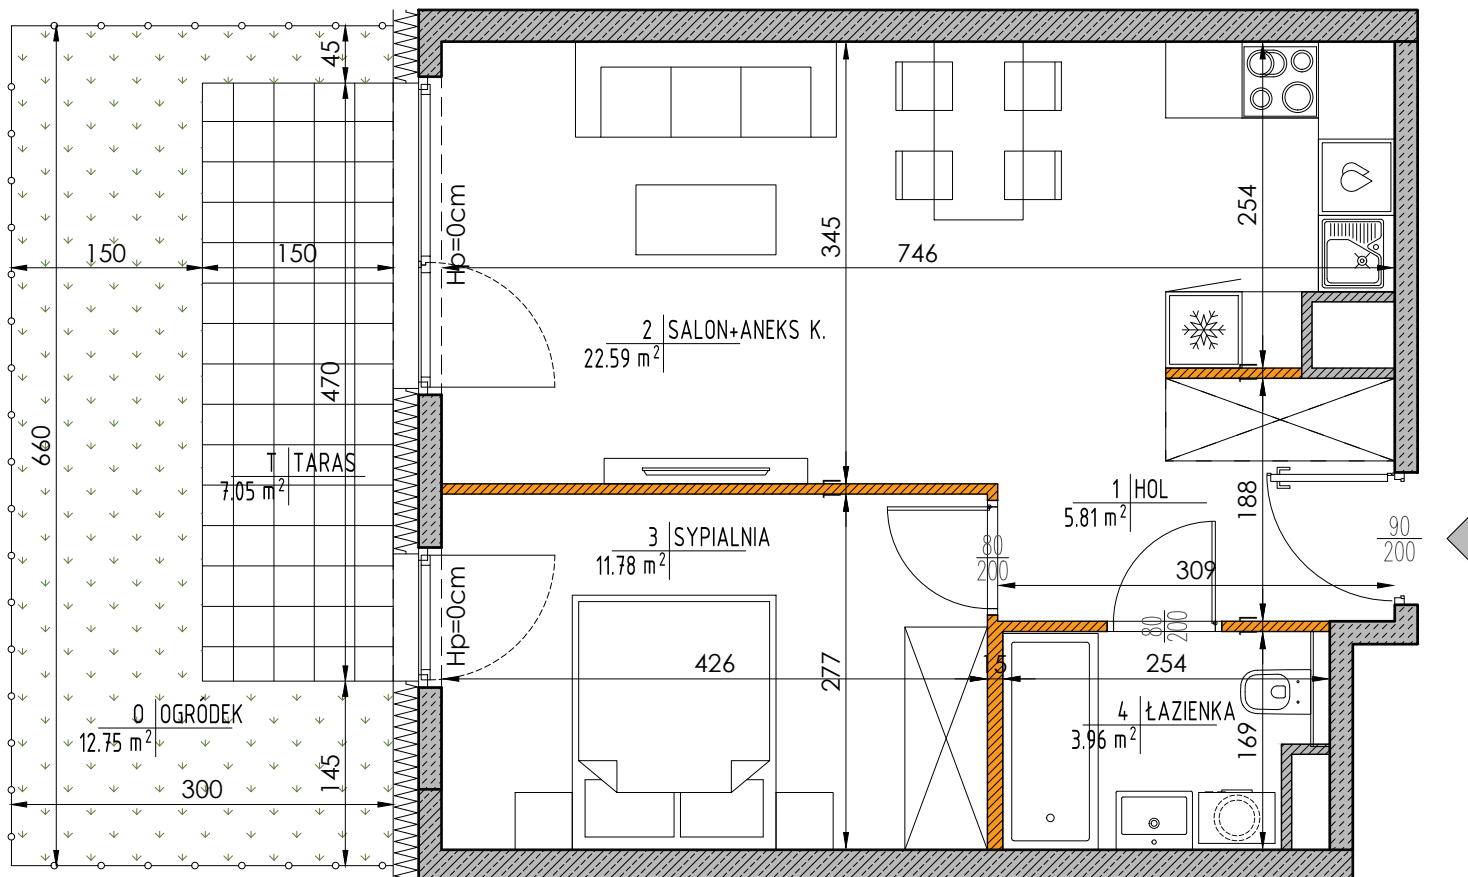 45
Hp=0cm
254
150
150
345
746
2 SALON+ANEKS K.
22.59 m²
470
660
T TARAS
7.05 m²
1 HOL
5.81 m²
188
90
200
3 SYPIALNIA
11.78 m²
80
200
309
Hp=0cm
80
200
426
277
15
254
O OGRÓDEK
12.75 m²
4 ŁAZIENKA
3.96 m²
169
145
300